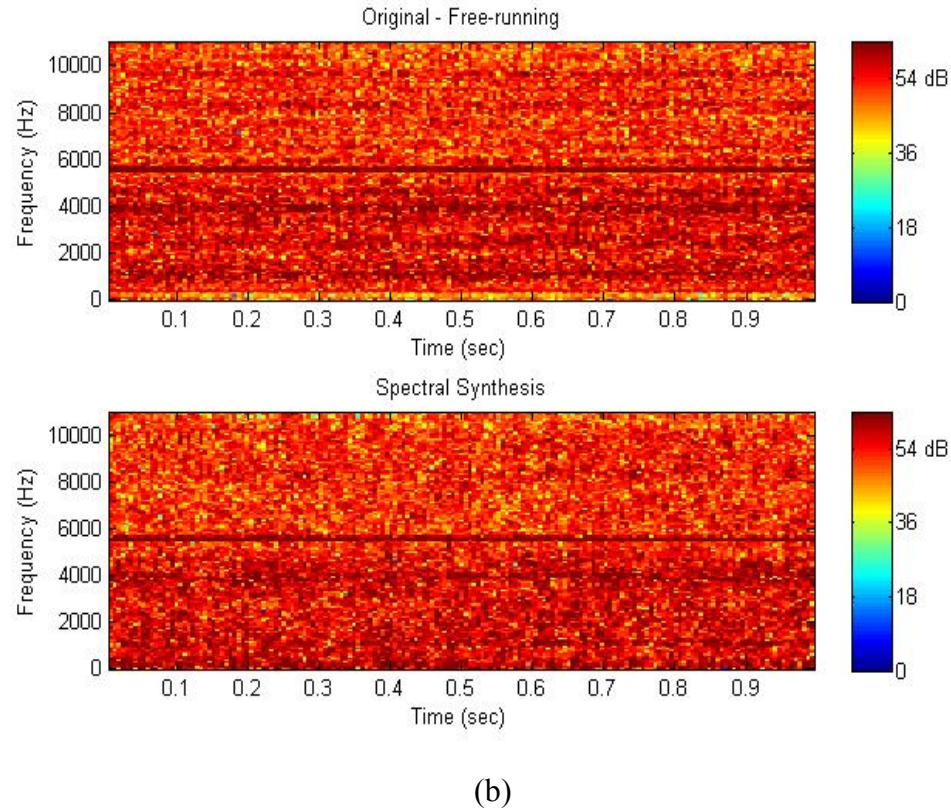 Original - Free-running
Frequency (Hz)
10000
8000
6000
4000
2000
0
0.1 0.2 0.3 0.4 0.5 0.6 0.7 0.8 0.9
Time (sec)
54 dB
36
18
0
Spectral Synthesis
Frequency (Hz)
10000
8000
6000
4000
2000
0
0.1 0.2 0.3 0.4 0.5 0.6 0.7 0.8 0.9
Time (sec)
54 dB
36
18
0
(b)